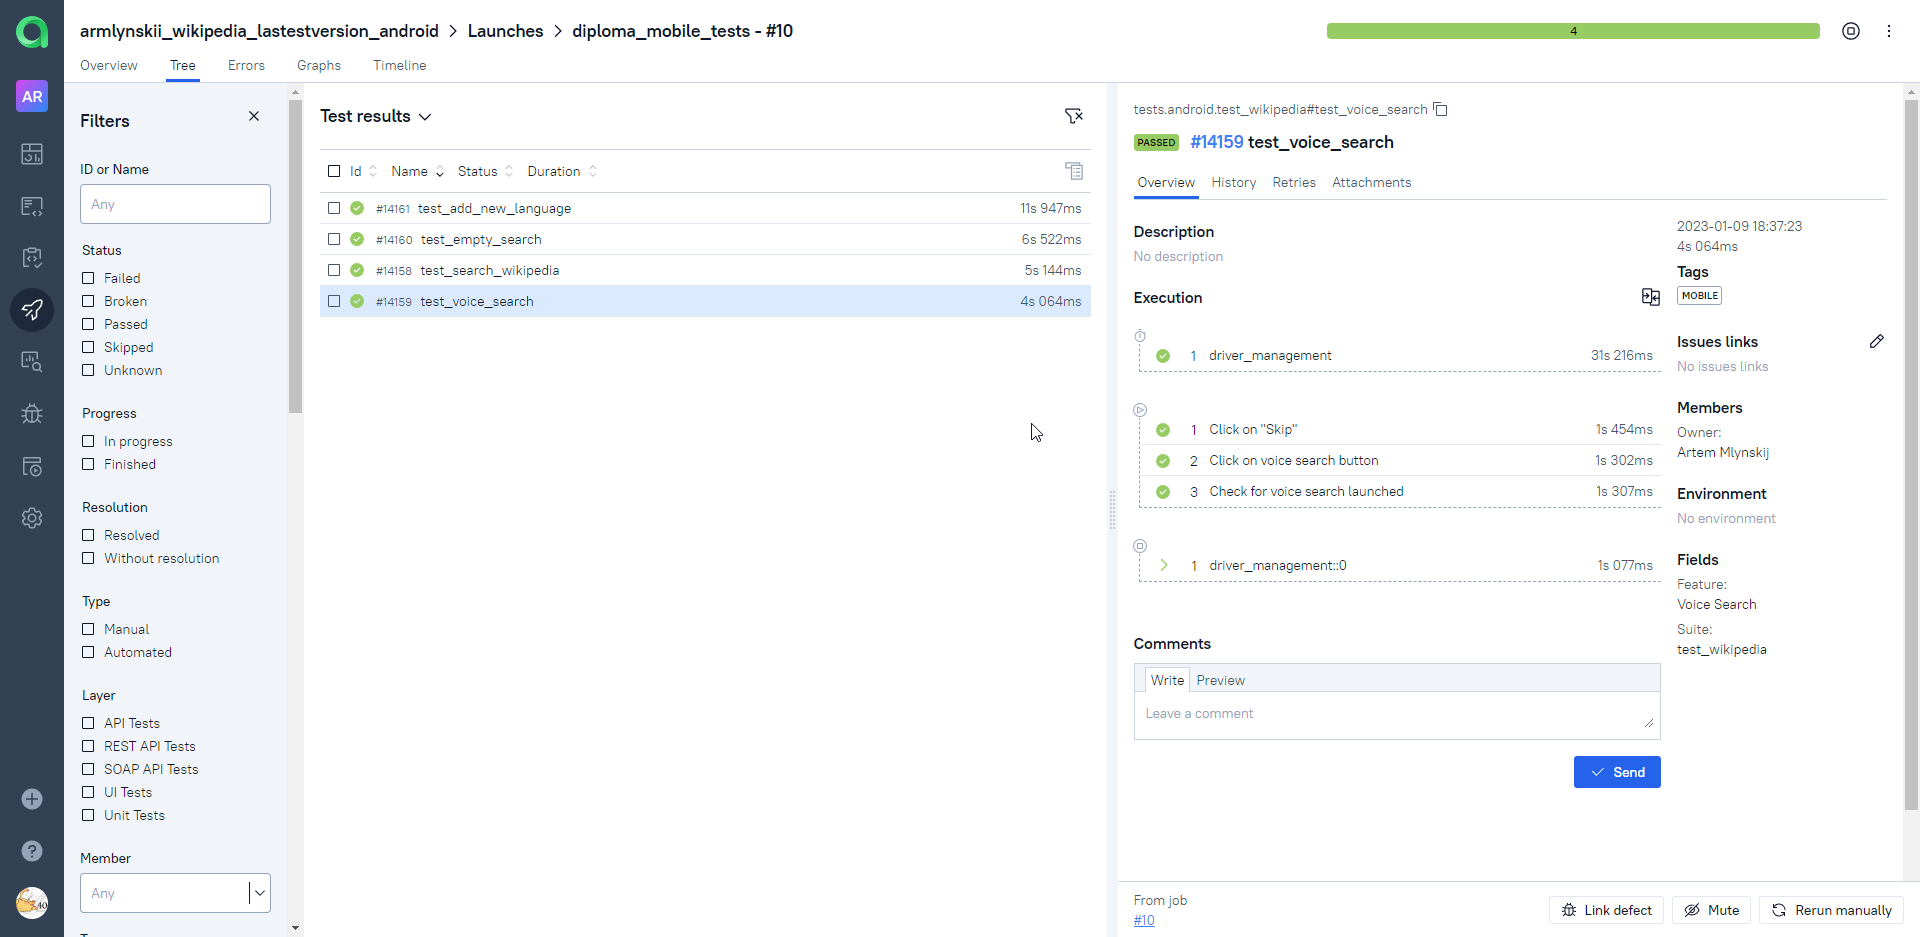 armlynskii_wikipedia_lastestversion_android > Launches > diploma_mobile_tests - #10
4
Overview Tree Errors Graphs Timeline
AR
Filters
ID or Name
Any
Status
Failed
Broken
Passed
Skipped
Unknown
Progress
In progress
Finished
Resolution
Resolved
Without resolution
Type
Manual
Automated
Layer
API Tests
REST API Tests
SOAP API Tests
UI Tests
Unit Tests
Member
Any
Test results
Id Name Status Duration
#14161 test_add_new_language 11s 947ms
#14160 test_empty_search 6s 522ms
#14158 test_search_wikipedia 5s 144ms
#14159 test_voice_search 4s 064ms
tests.android.test_wikipedia#test_voice_search
PASSED #14159 test_voice_search
Overview History Retries Attachments
Description
No description
Execution
1 driver_management 31s 216ms
1 Click on "Skip" 1s 454ms
2 Click on voice search button 1s 302ms
3 Check for voice search launched 1s 307ms
1 driver_management::0 1s 077ms
Comments
Write Preview
Leave a comment
Send
2023-01-09 18:37:23
4s 064ms
Tags
MOBILE
Issues links
No issues links
Members
Owner:
Artem Mlynskij
Environment
No environment
Fields
Feature:
Voice Search
Suite:
test_wikipedia
From job
#10
Link defect Mute Rerun manually